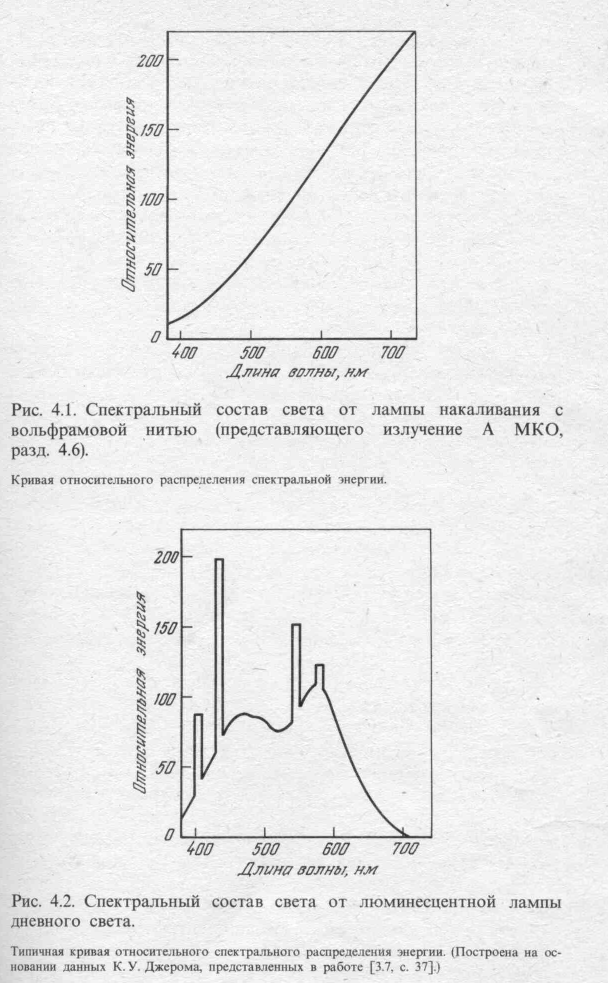 200
150
100
50
0
Относительная энергия
400 500 600 700
Длина волны, нм
Рис. 4.1. Спектральный состав света от лампы накаливания с
вольфрамовой нитью (представляющего излучение А МКО,
разд. 4.6).
Кривая относительного распределения спектральной энергии.
200
150
100
50
0
Относительная энергия
400 500 600 700
Длина волны, нм
Рис. 4.2. Спектральный состав света от люминесцентной лампы
дневного света.
Типичная кривая относительного спектрального распределения энергии. (Построена на ос-
новании данных К. У. Джерома, представленных в работе [3.7, с. 37].)